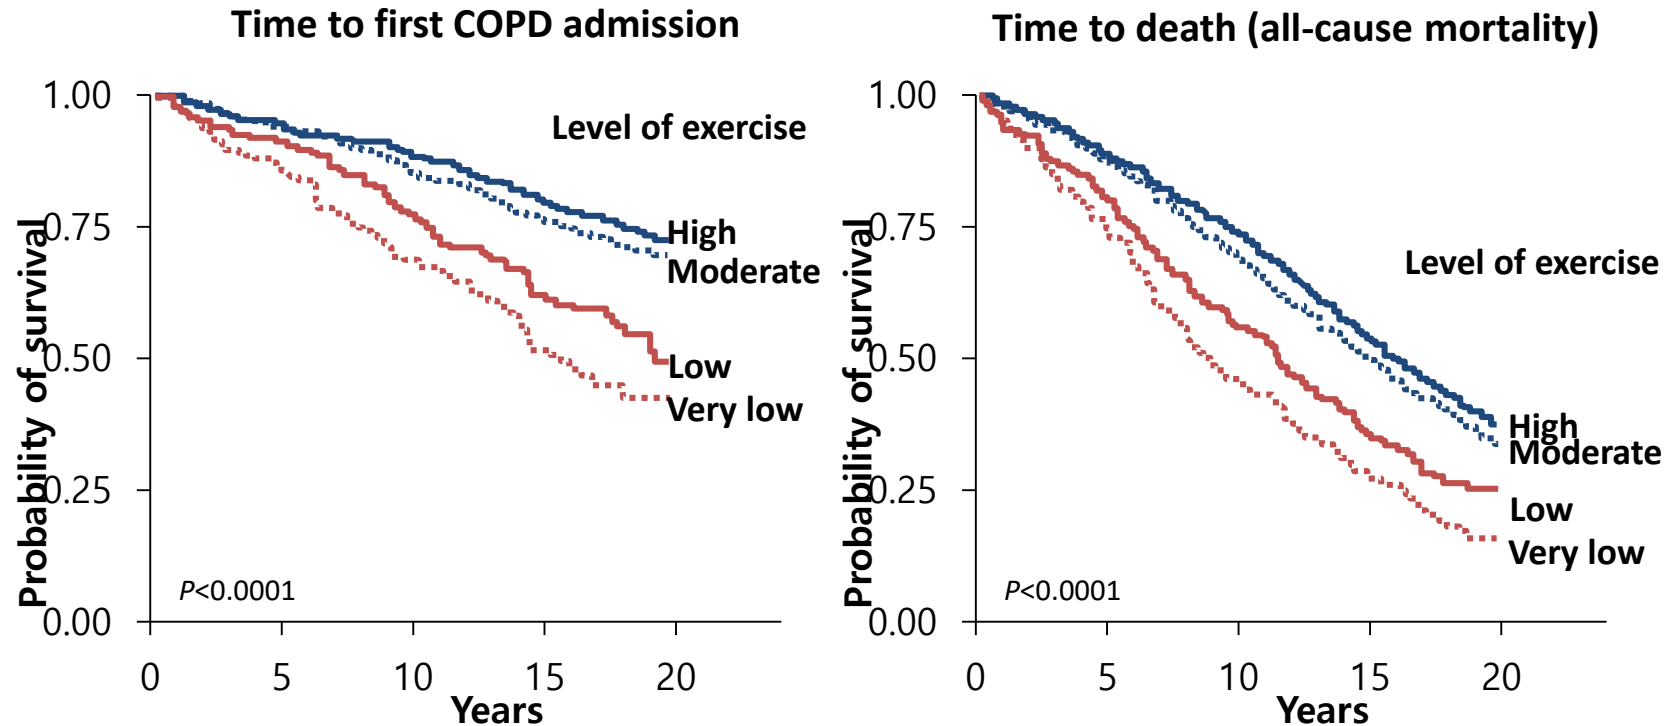 Time to first COPD admission
Probability of survival
1.00
0.75
0.50
0.25
0.00
Level of exercise
High
Moderate
Low
Very low
P<0.0001
0 5 10 15 20
Years
Time to death (all-cause mortality)
Probability of survival
1.00
0.75
0.50
0.25
0.00
Level of exercise
High
Moderate
Low
Very low
P<0.0001
0 5 10 15 20
Years